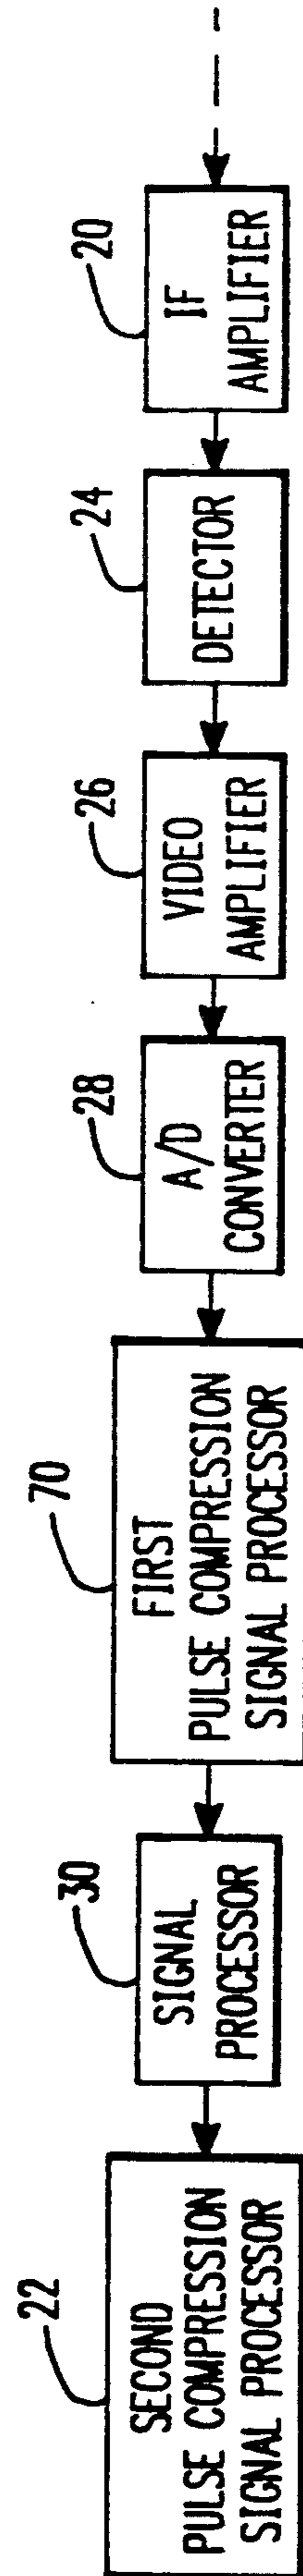 22
SECOND
PULSE COMPRESSION
SIGNAL PROCESSOR
30
SIGNAL
PROCESSOR
70
FIRST
PULSE COMPRESSION
SIGNAL PROCESSOR
28
A/D
CONVERTER
26
VIDEO
AMPLIFIER
24
DETECTOR
20
IF
AMPLIFIER